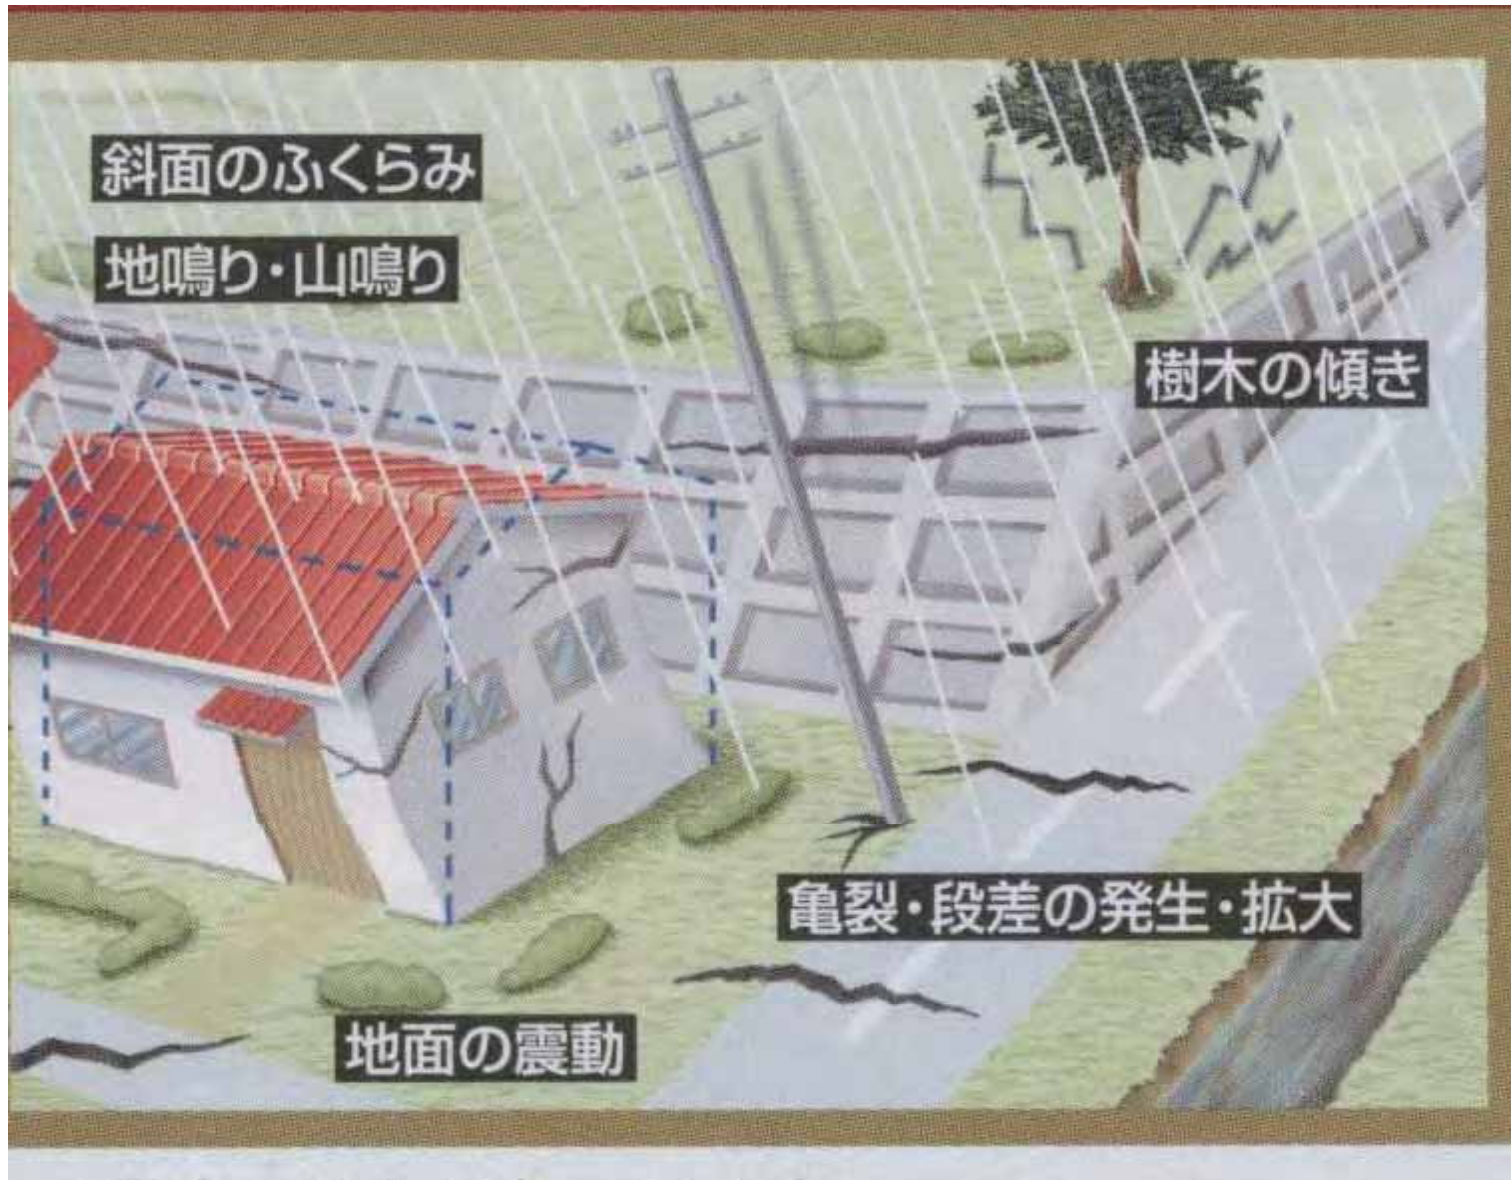 斜面のふくらみ
地鳴り・山鳴り
樹木の傾き
亀裂・段差の発生・拡大
地面の震動